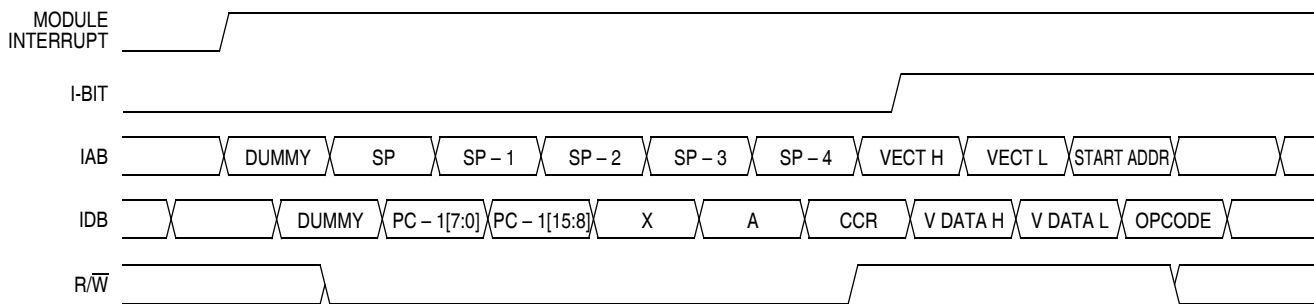 MODULE
INTERRUPT
I-BIT
IAB DUMMY SP SP – 1 SP – 2 SP – 3 SP – 4 VECT H VECT L START ADDR
IDB DUMMY PC – 1[7:0] PC – 1[15:8] X A CCR V DATA H V DATA L OPCODE
R/W̅